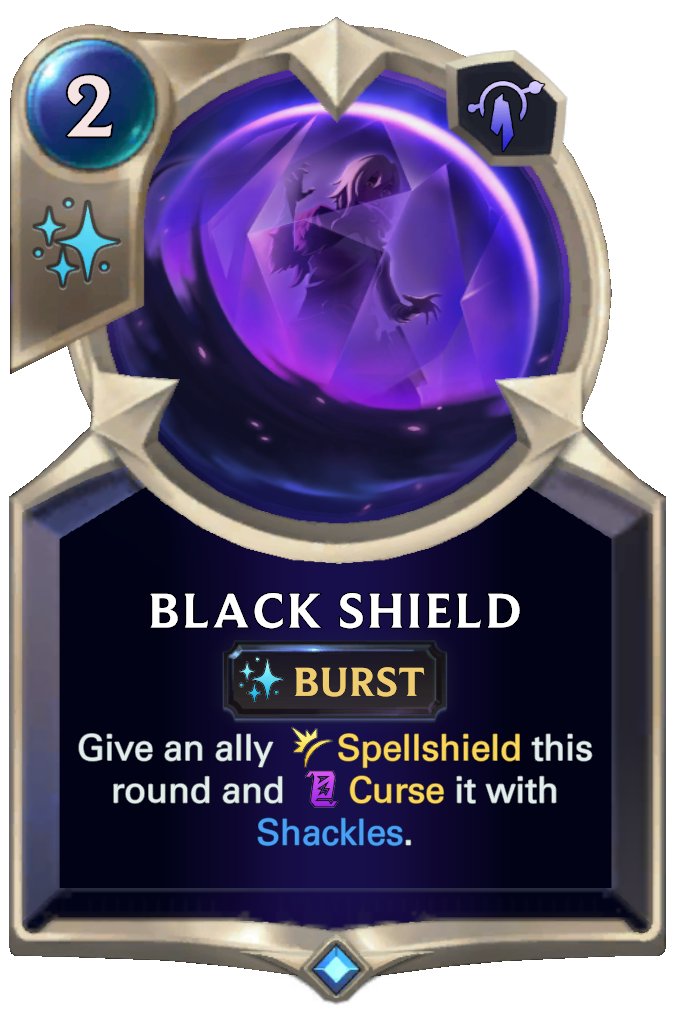 2
BLACK SHIELD
BURST
Give an ally Spellshield this
round and Curse it with
Shackles.